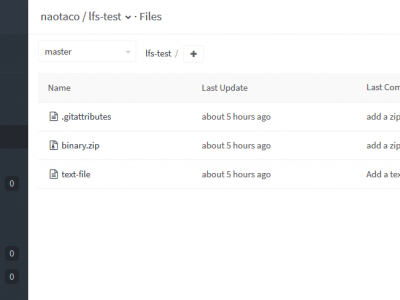 naotaco / lfs-test · Files
master lfs-test / +
Name Last Update Last Com
.gitattributes about 5 hours ago add a zip
binary.zip about 5 hours ago add a zip
text-file about 5 hours ago Add a tex
0
0
0